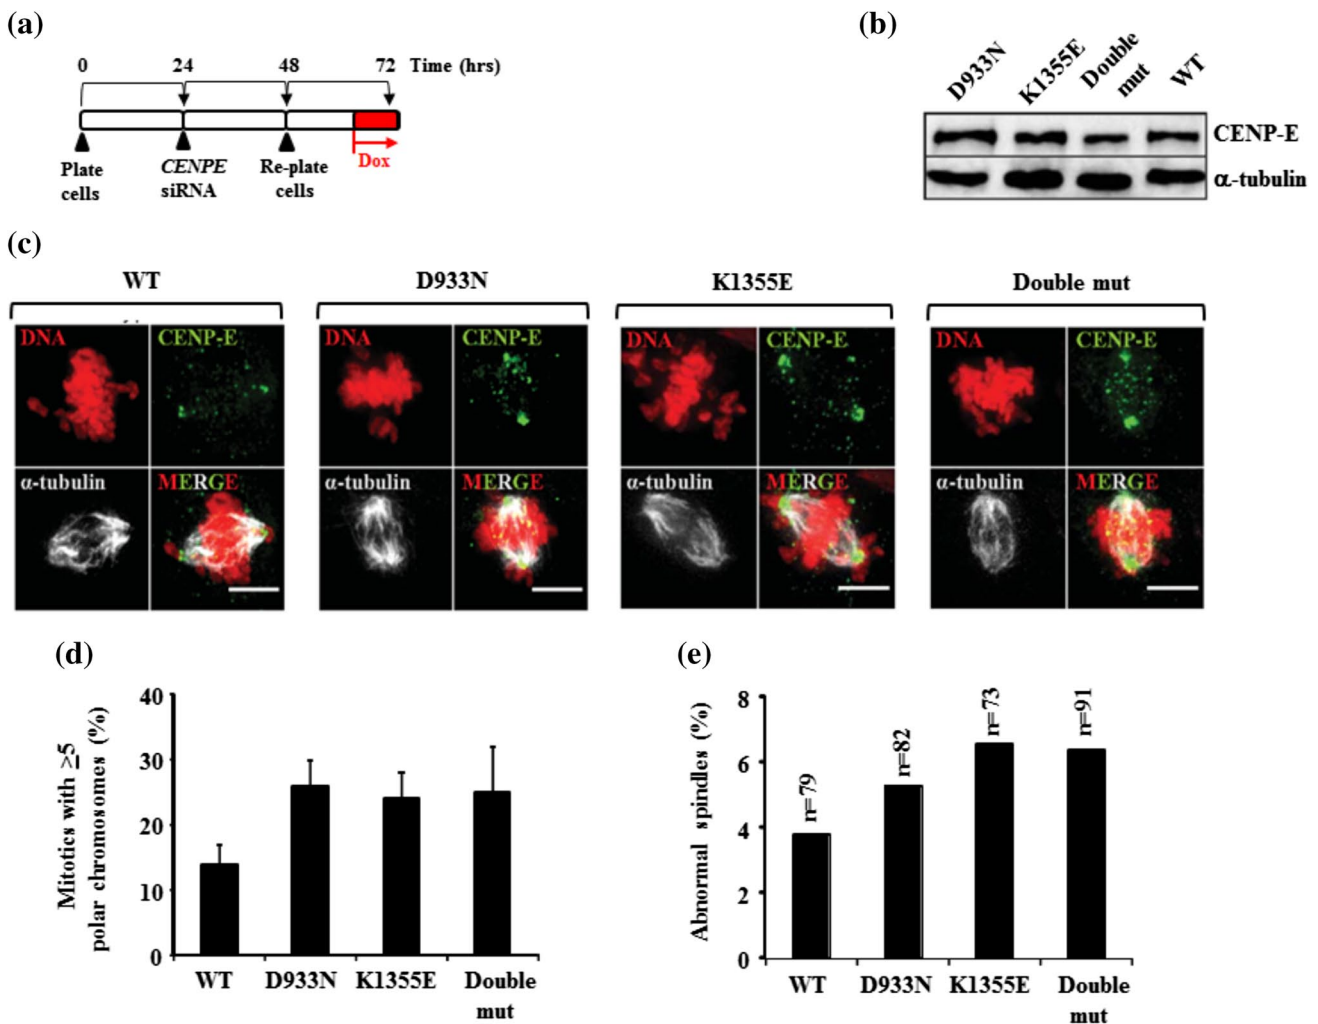 (a)
0 24 48 72 Time (hrs)
Dox
Plate
cells
CENPE
siRNA
Re-plate
cells
(b)
D933N
K1355E
Double
mut
WT
CENP-E
α-tubulin
(c)
WT
DNA
CENP-E
α-tubulin
MERGE
D933N
DNA
CENP-E
α-tubulin
MERGE
K1355E
DNA
CENP-E
α-tubulin
MERGE
Double mut
DNA
CENP-E
α-tubulin
MERGE
(d)
Mitotics with ≥5
polar chromosomes (%)
40
30
20
10
0
WT
D933N
K1355E
Double
mut
(e)
Abnormal spindles (%)
8
6
4
2
0
n=79
n=82
n=73
n=91
WT
D933N
K1355E
Double
mut